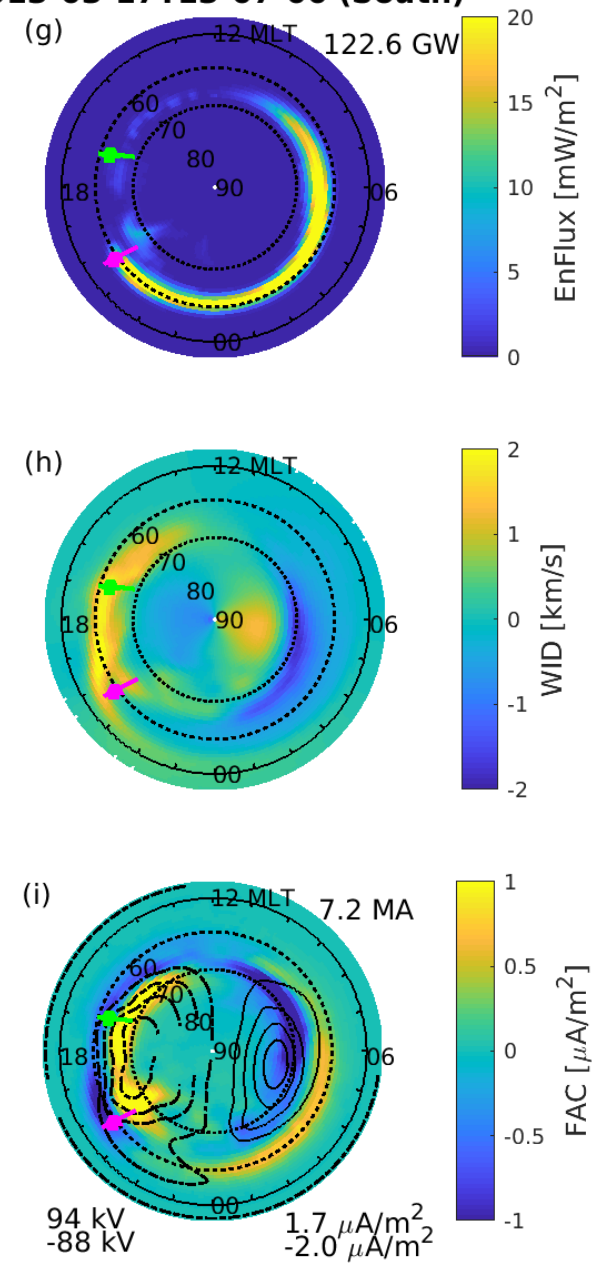 (g)
12 MLT
122.6 GW
60
70
80
90
18
06
00
20
15
10
5
0
EnFlux [mW/m²]
(h)
12 MLT
60
70
80
90
18
06
00
2
1
0
-1
-2
WID [km/s]
(i)
12 MLT
7.2 MA
60
70
80
90
18
06
00
94 kV
-88 kV
1.7 μA/m²
-2.0 μA/m²
1
0.5
0
-0.5
-1
FAC [μA/m²]